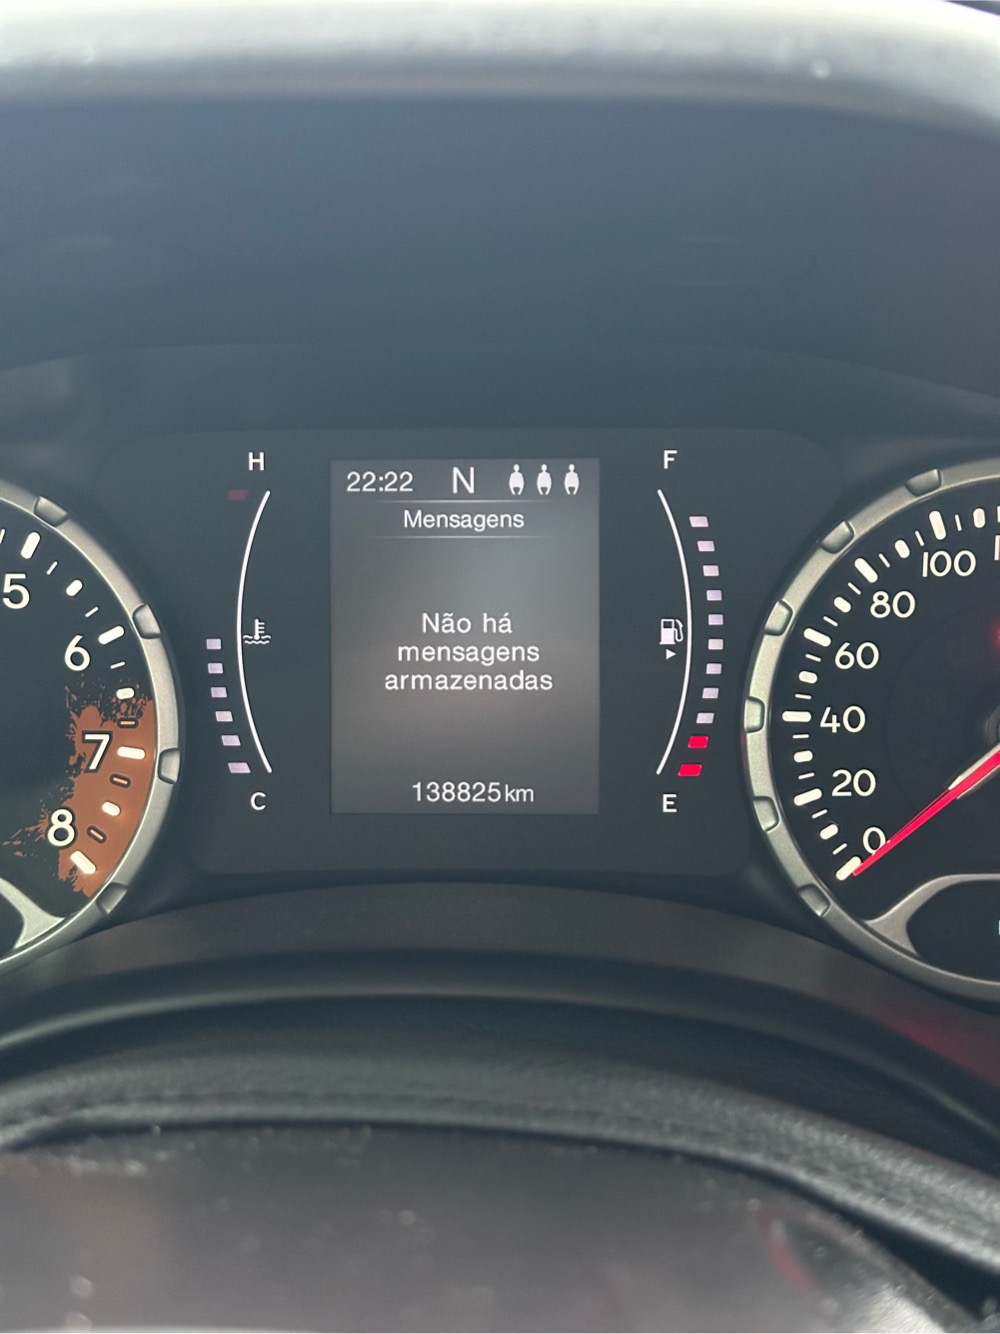 H
22:22 N
F
Mensagens
Não há
mensagens
armazenadas
138825km
C
E
5
6
7
8
0
20
40
60
80
100